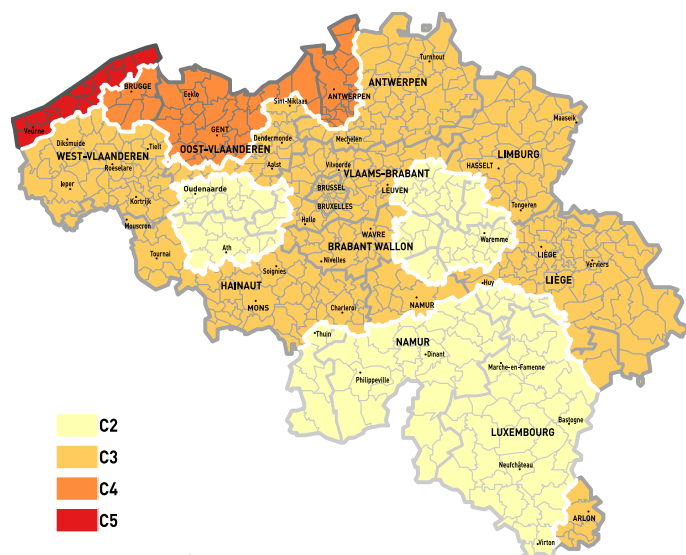 Turnhout
ANTWERPEN
BRUGGE
Eeklo
ANTWERPEN
Sint-Niklaas
Maaseik
Veurne
GENT
Diksmuide
Tielt
OOST-VLAANDEREN
Dendermonde
Mechelen
WEST-VLAANDEREN
LIMBURG
Roeselare
Aalst
Vilvoorde
HASSELT
VLAAMS-BRABANT
Ieper
Oudenaarde
BRUSSEL
LEUVEN
Kortrijk
BRUXELLES
Tongeren
Mouscron
Halle
WAVRE
Waremme
BRABANT WALLON
Tournai
Ath
LIÈGE
Nivelles
Verviers
Soignies
HAINAUT
Huy
LIÈGE
MONS
Charleroi
NAMUR
Thuin
NAMUR
Dinant
Marche-en-Famenne
Philippeville
Bastogne
LUXEMBOURG
Neufchâteau
ARLON
Virton
C2
C3
C4
C5